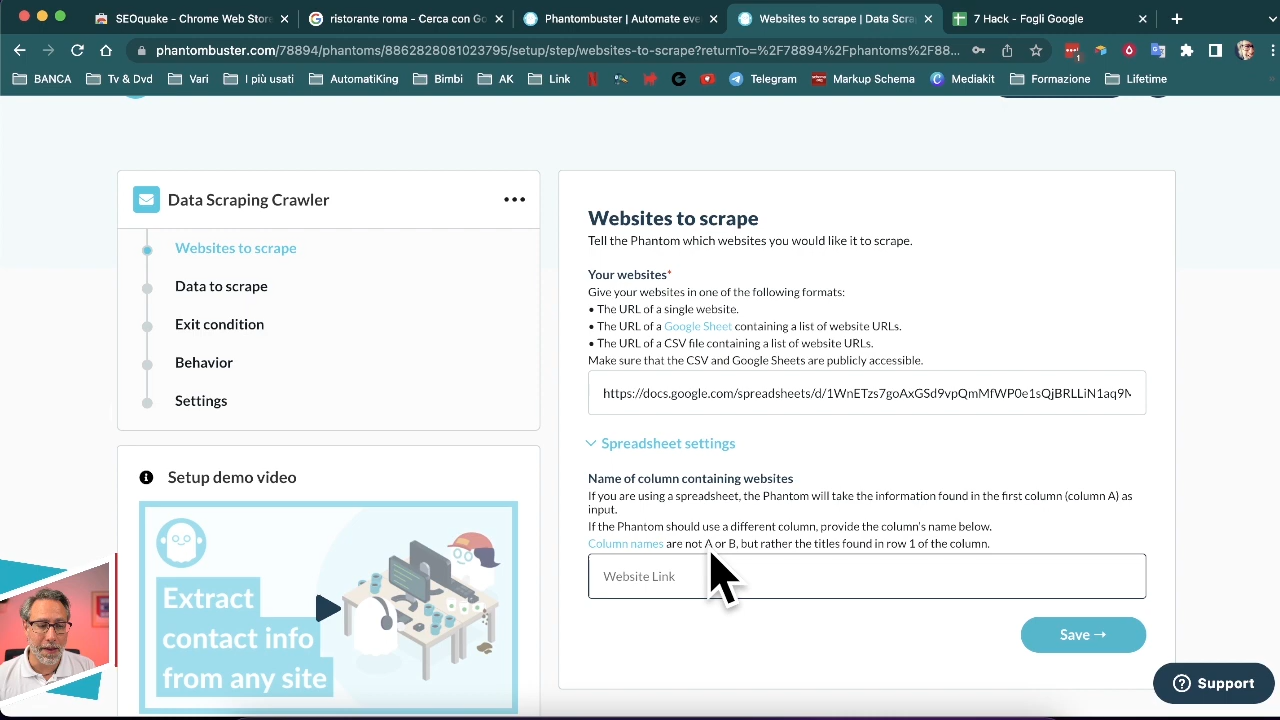 SEOquake - Chrome Web Store
ristorante roma - Cerca con Go
Phantombuster | Automate eve
Websites to scrape | Data Scra
7 Hack - Fogli Google
phantombuster.com/78894/phantoms/8862828081023795/setup/step/websites-to-scrape?returnTo=%2F78894%2Fphantoms%2F88...
1
BANCA
Tv & Dvd
Vari
I più usati
AutomatiKing
Bimbi
AK
Link
Telegram
Markup Schema
Mediakit
Formazione
Lifetime
Data Scraping Crawler
Websites to scrape
Data to scrape
Exit condition
Behavior
Settings
Setup demo video
Extract
contact info
from any site
Websites to scrape
Tell the Phantom which websites you would like it to scrape.
Your websites*
Give your websites in one of the following formats:
• The URL of a single website.
• The URL of a Google Sheet containing a list of website URLs.
• The URL of a CSV file containing a list of website URLs.
Make sure that the CSV and Google Sheets are publicly accessible.
https://docs.google.com/spreadsheets/d/1WnETzs7goAxGSd9vpQmMfWP0e1sQjBRLLiN1aq9M
Spreadsheet settings
Name of column containing websites
If you are using a spreadsheet, the Phantom will take the information found in the first column (column A) as
input.
If the Phantom should use a different column, provide the column's name below.
Column names are not A or B, but rather the titles found in row 1 of the column.
Website Link
Save →
Support